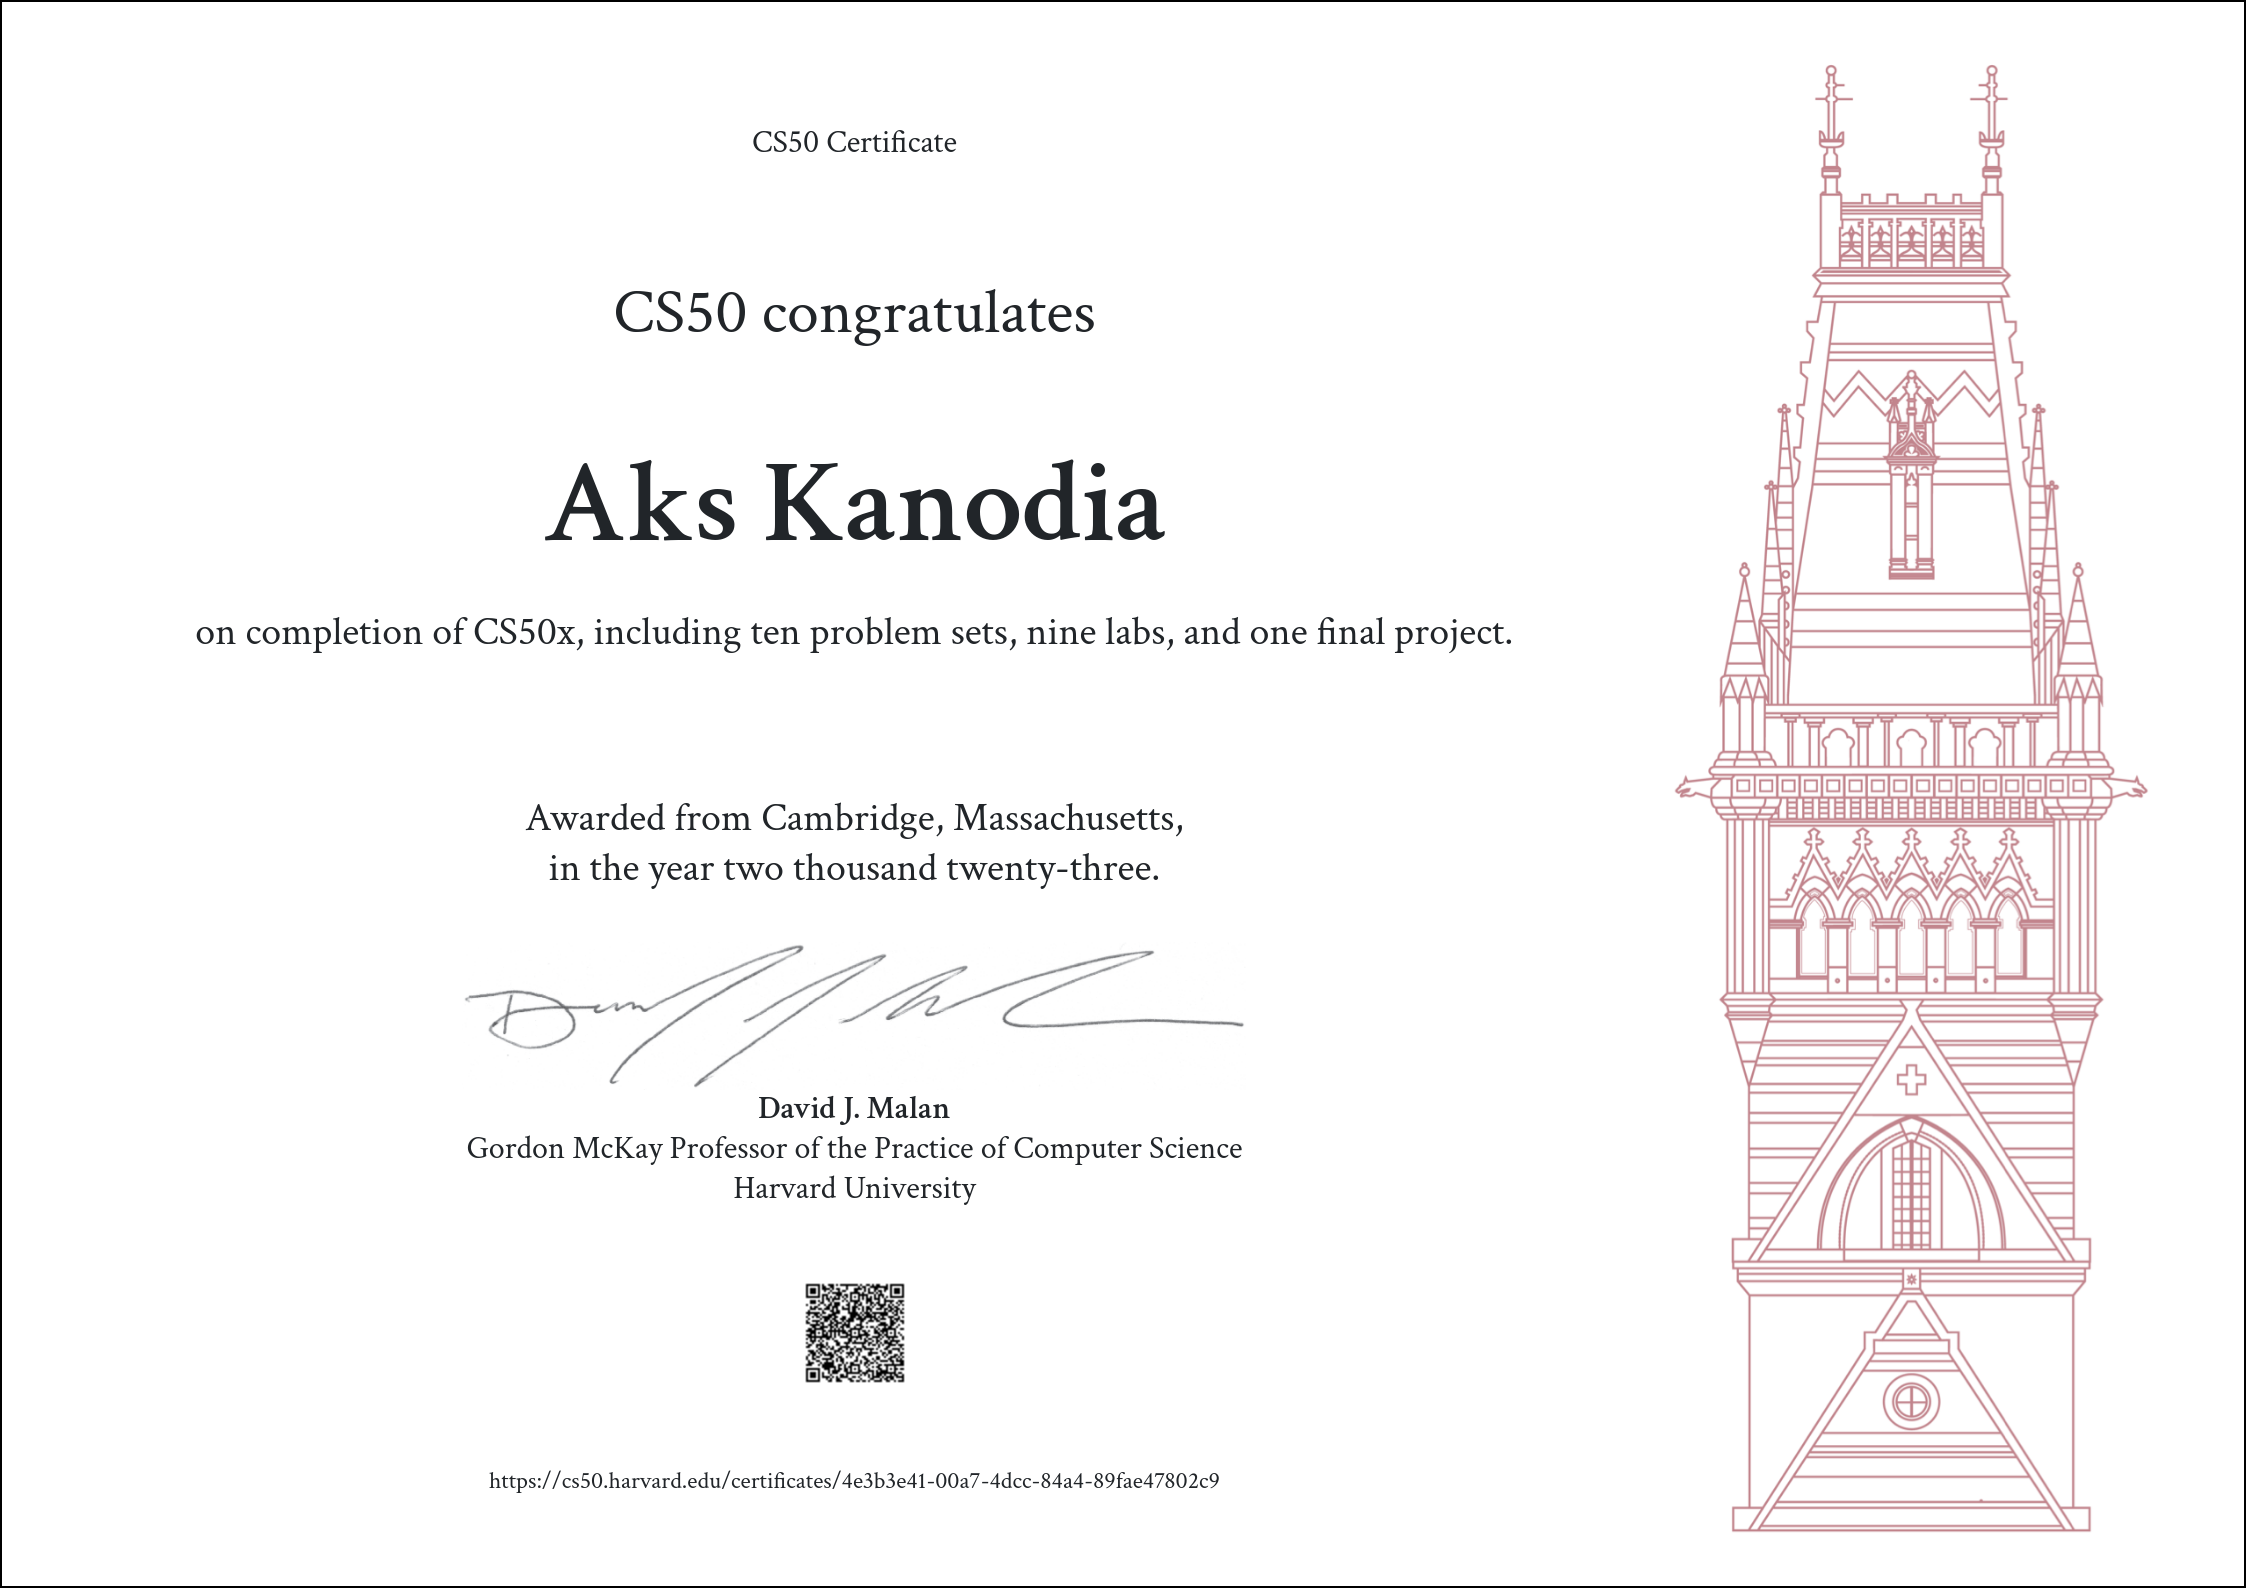 CS50 Certificate
CS50 congratulates
Aks Kanodia
on completion of CS50x, including ten problem sets, nine labs, and one final project.
Awarded from Cambridge, Massachusetts,
in the year two thousand twenty-three.
David J. Malan
Gordon McKay Professor of the Practice of Computer Science
Harvard University
https://cs50.harvard.edu/certificates/4e3b3e41-00a7-4dcc-84a4-89fae47802c9